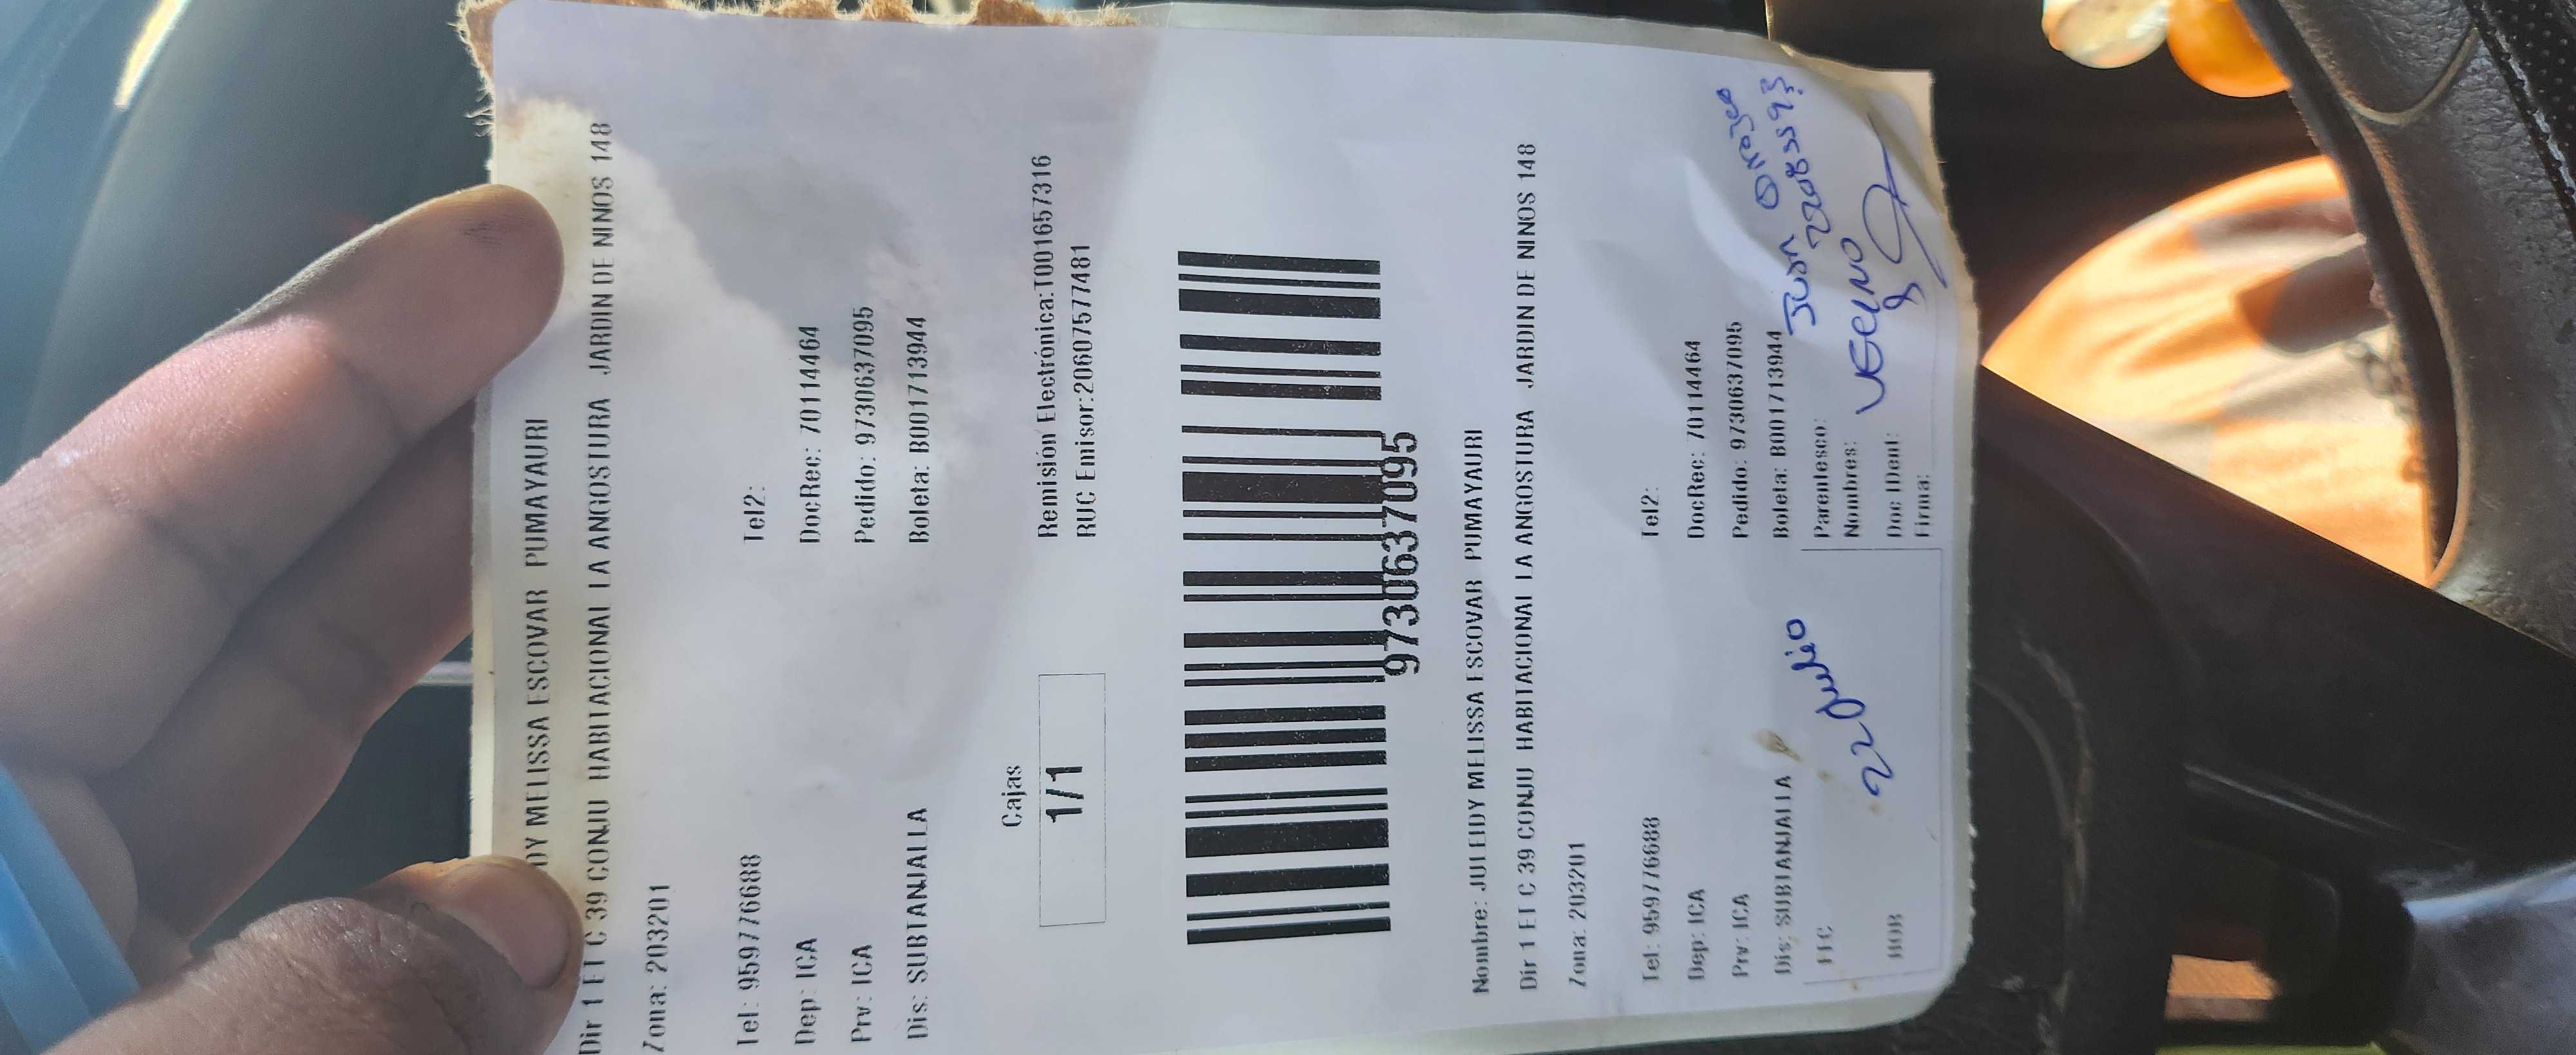 DY MELISSA ESCOVAR PUMAYAURI
Dir 1 ET C 39 CONJU HABITACIONAL LA ANGOSTURA JARDIN DE NINOS 148
Zona: 203201
Tel: 959776688 Tel2:
Dep: ICA DocRec: 70114464
Prv: ICA Pedido: 9730637095
Dis: SUBTANJALLA Boleta: B001713944
Cajas
1/1
Remisión Electrónica:T001657316
RUC Emisor:20607577481
9730637095
Nombre: JULEIDY MELISSA ESCOVAR PUMAYAURI
Dir 1 ET C 39 CONJU HABITACIONAL LA ANGOSTURA JARDIN DE NINOS 148
Zona: 203201
Tel: 959776688 Tel2:
Dep: ICA DocRec: 70114464
Prv: ICA Pedido: 9730637095
Dis: SUBTANJALLA Boleta: B001713944
FEC 22 Julio
HOR
Parentesco: Juan
Nombres: VECINO
Doc Iden:
Firma: